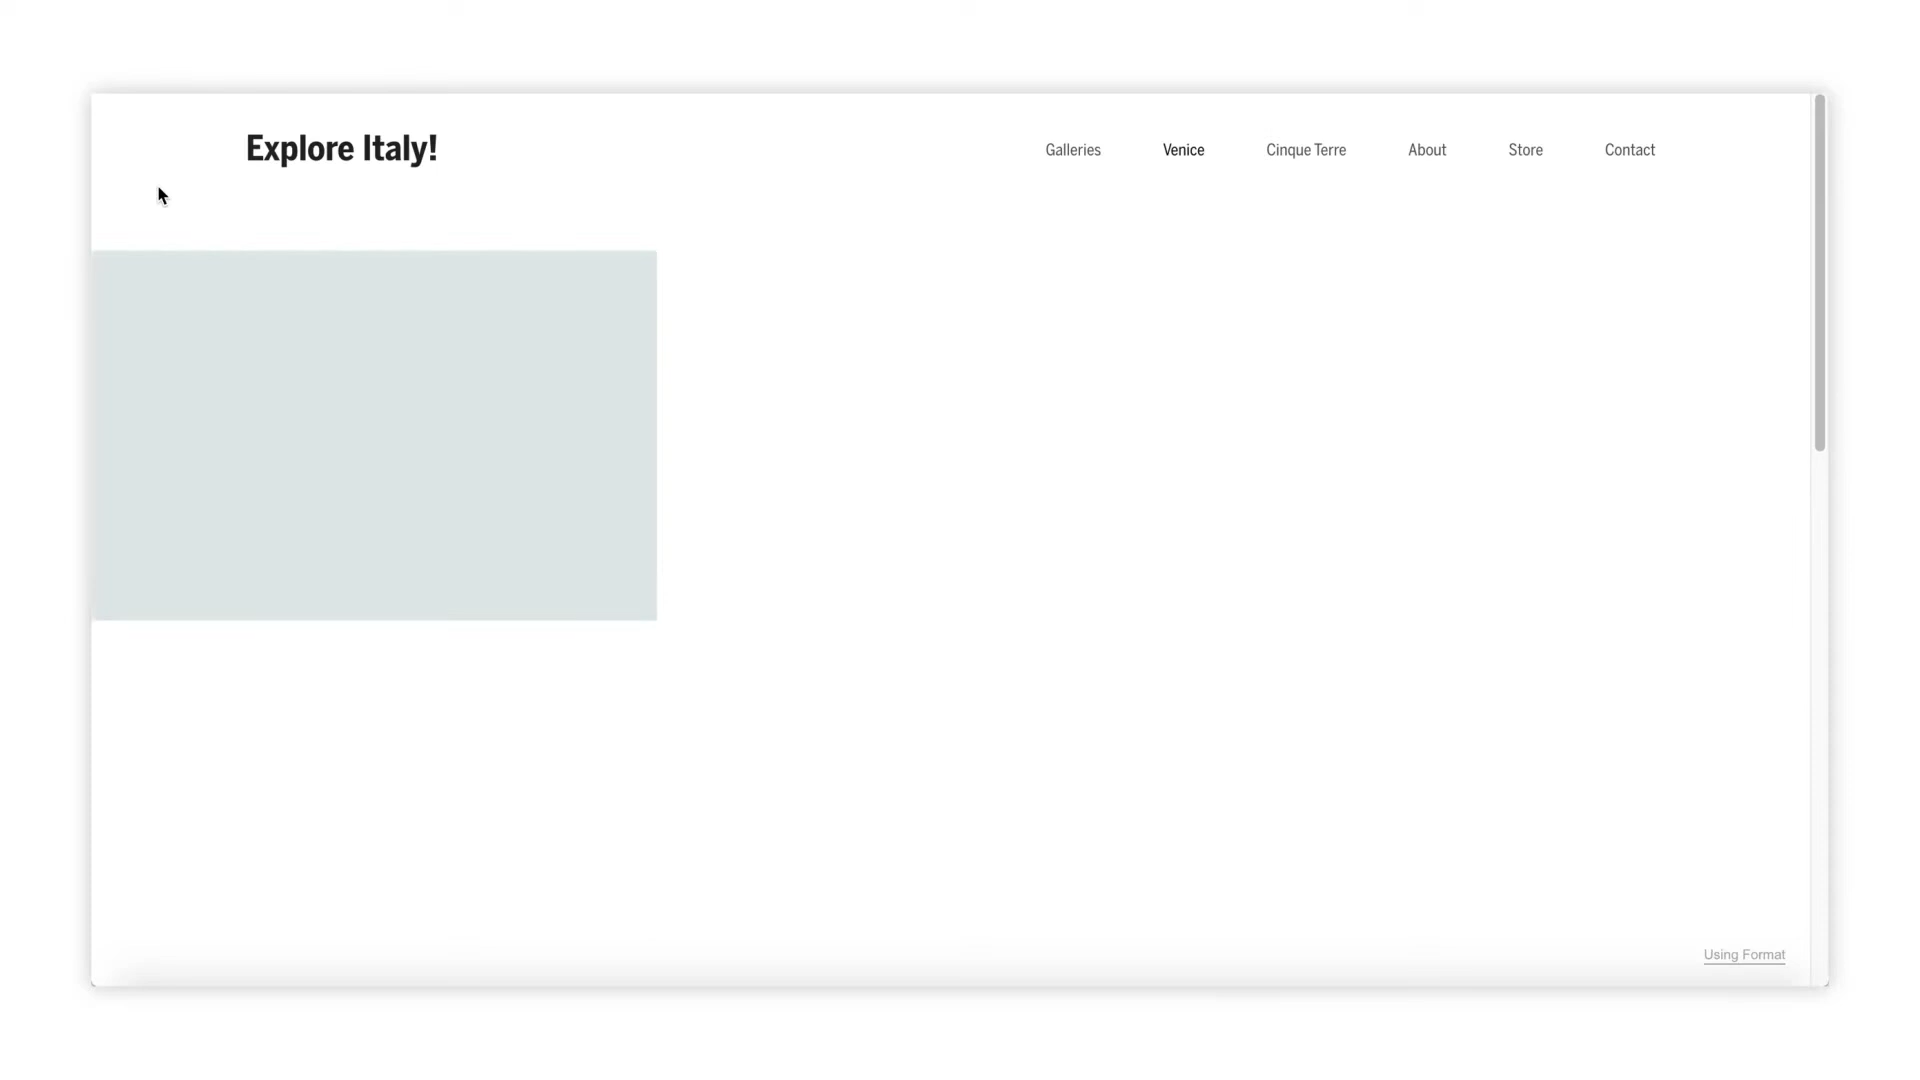 Explore Italy!
Galleries Venice Cinque Terre About Store Contact
Using Format